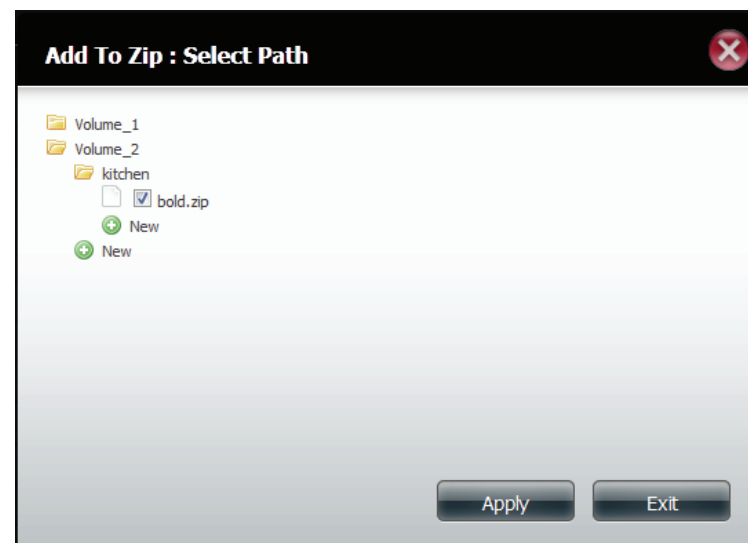 Add To Zip : Select Path
Volume_1
Volume_2
kitchen
bold.zip
New
New
Apply
Exit